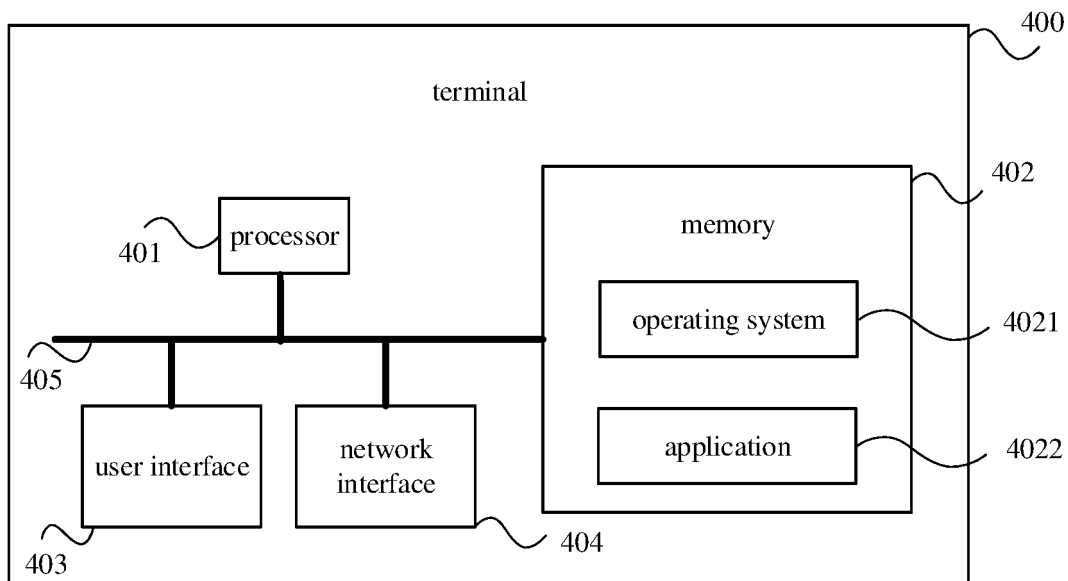 400
terminal
402
memory
processor
401
operating system
4021
405
application
4022
user interface
network
interface
403
404